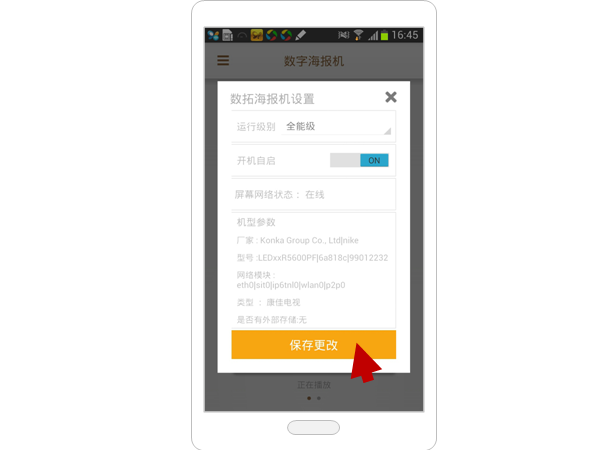 16:45
数字海报机
数拓海报机设置
运行级别 全能级
开机自启 ON
屏幕网络状态 : 在线
机型参数
厂家 : Konka Group Co., Ltd|nike
型号 :LEDxxR5600PF|6a818c|99012232
网络模块 :
eth0|sit0|ip6tnl0|wlan0|p2p0
类型 : 康佳电视
是否有外部存储:无
保存更改
正在播放